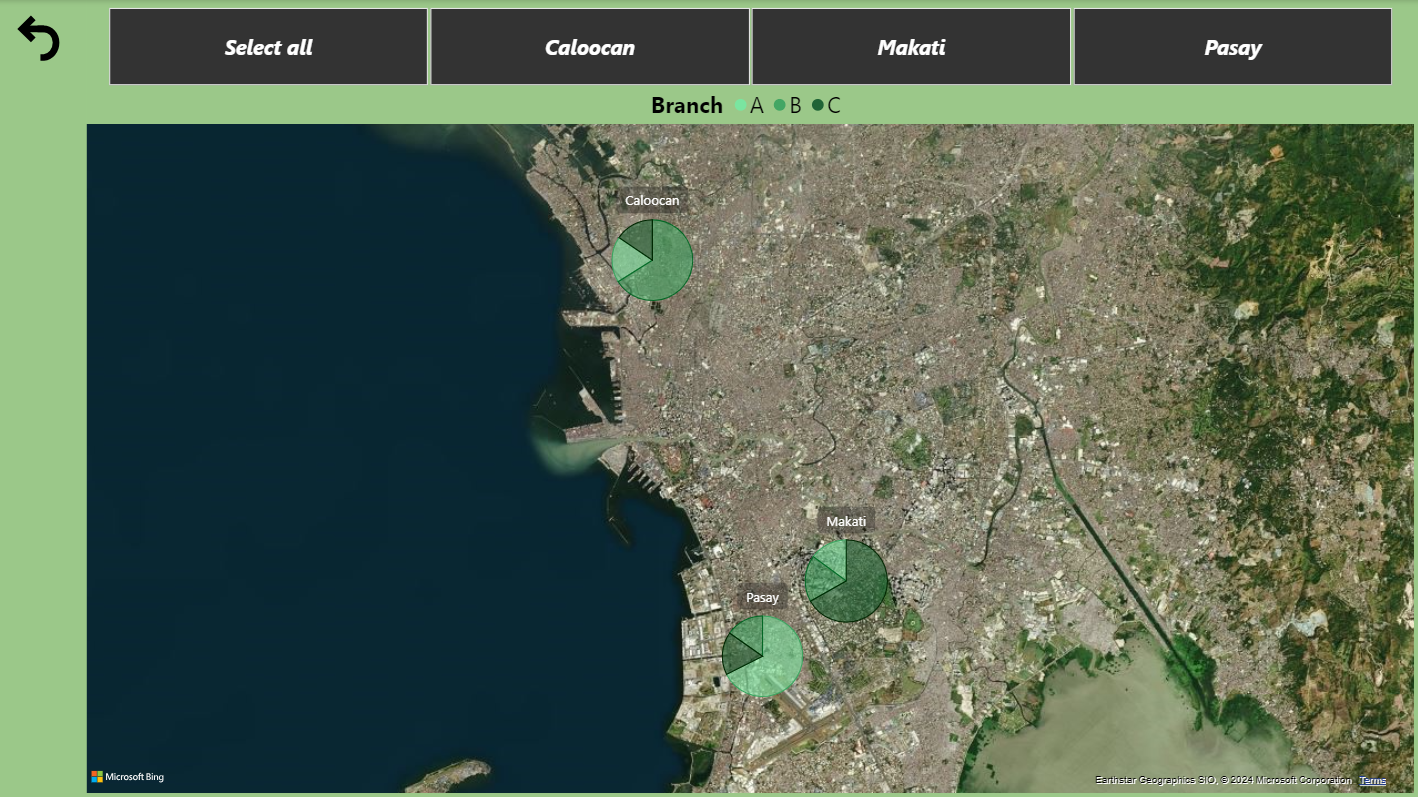 Select all
Caloocan
Makati
Pasay
Branch A B C
Caloocan
Makati
Pasay
Microsoft Bing
Earthstar Geographics SIO, © 2024 Microsoft Corporation Terms